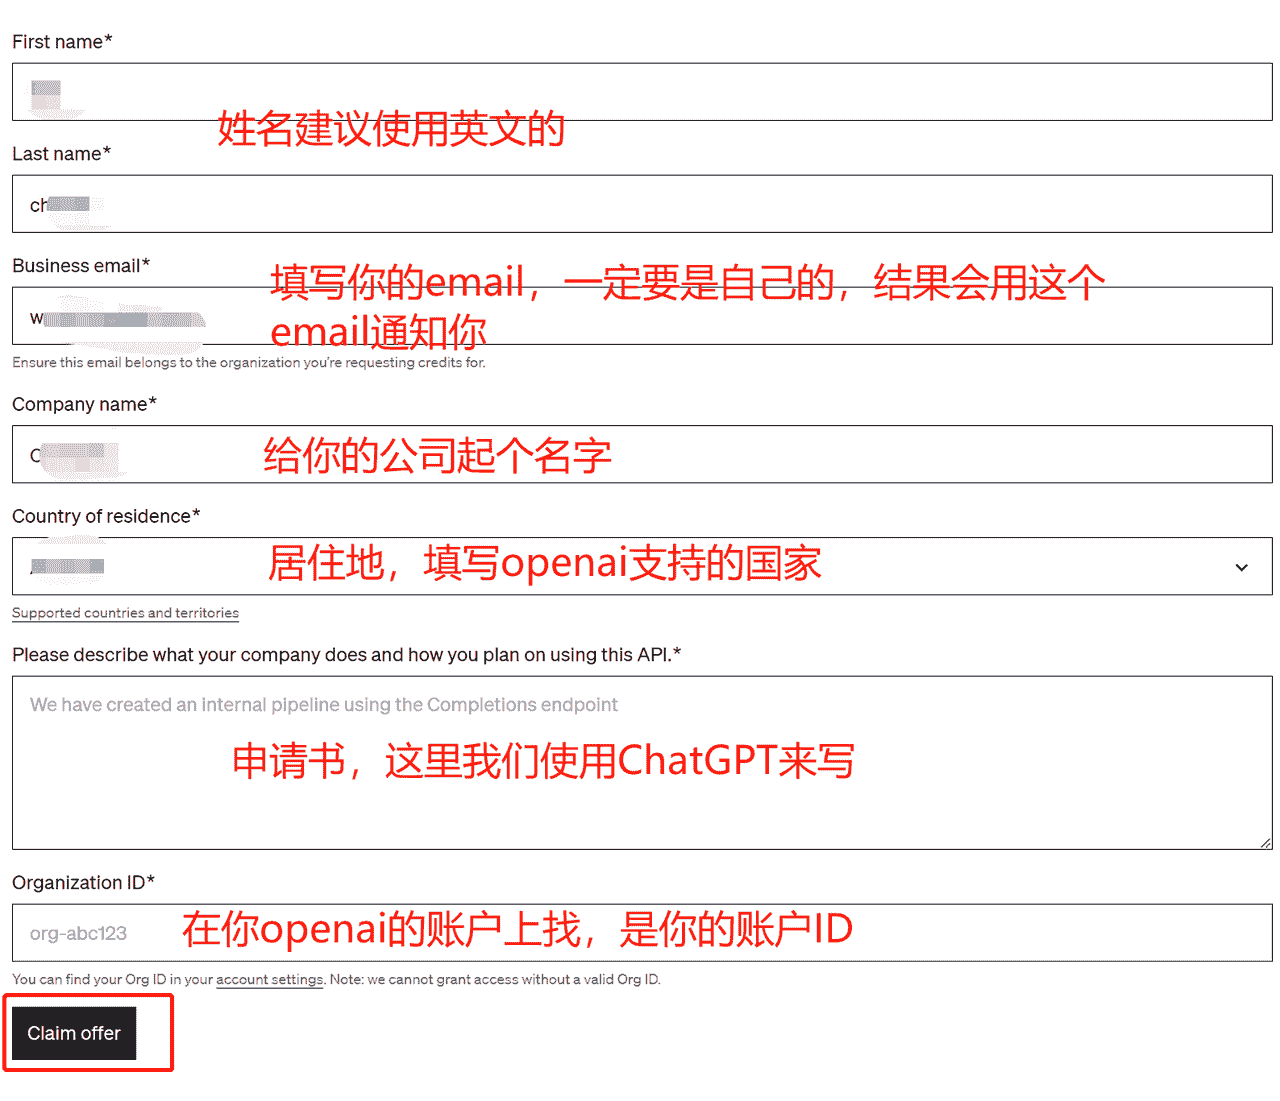 First name*
姓名建议使用英文的
Last name*
ch
Business email*
填写你的email，一定要是自己的，结果会用这个
w
email通知你
Ensure this email belongs to the organization you're requesting credits for.
Company name*
给你的公司起个名字
Country of residence*
居住地，填写openai支持的国家
Supported countries and territories
Please describe what your company does and how you plan on using this API.*
We have created an internal pipeline using the Completions endpoint
申请书，这里我们使用ChatGPT来写
Organization ID*
org-abc123
在你openai的账户上找，是你的账户ID
You can find your Org ID in your account settings. Note: we cannot grant access without a valid Org ID.
Claim offer